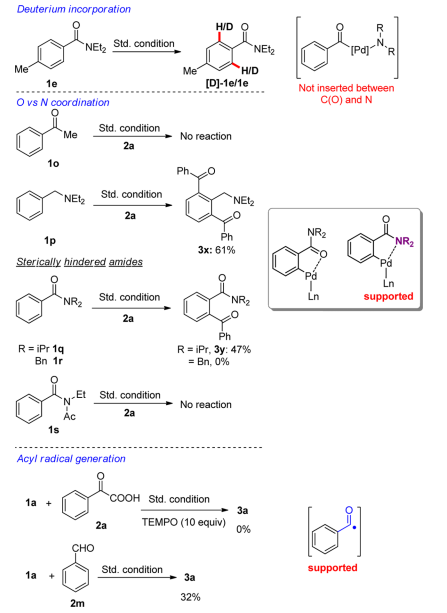 Deuterium incorporation
O
NEt2
Me
1e
Std. condition
H/D
O
NEt2
Me
H/D
[D]-1e/1e
O
[Pd]
N
R
R
Not inserted between
C(O) and N
O vs N coordination
O
Me
1o
Std. condition
2a
No reaction
NEt2
1p
Std. condition
2a
Ph
O
NEt2
O
Ph
3x: 61%
NR2
O
Pd
Ln
O
NR2
Pd
Ln
supported
Sterically hindered amides
O
NR2
Std. condition
2a
O
NR2
O
Ph
R = iPr 1q
Bn 1r
R = iPr, 3y: 47%
= Bn, 0%
O
N
Et
Ac
1s
Std. condition
2a
No reaction
Acyl radical generation
1a + O
COOH
2a
Std. condition
TEMPO (10 equiv)
3a
0%
O
supported
CHO
1a +
2m
Std. condition
3a
32%